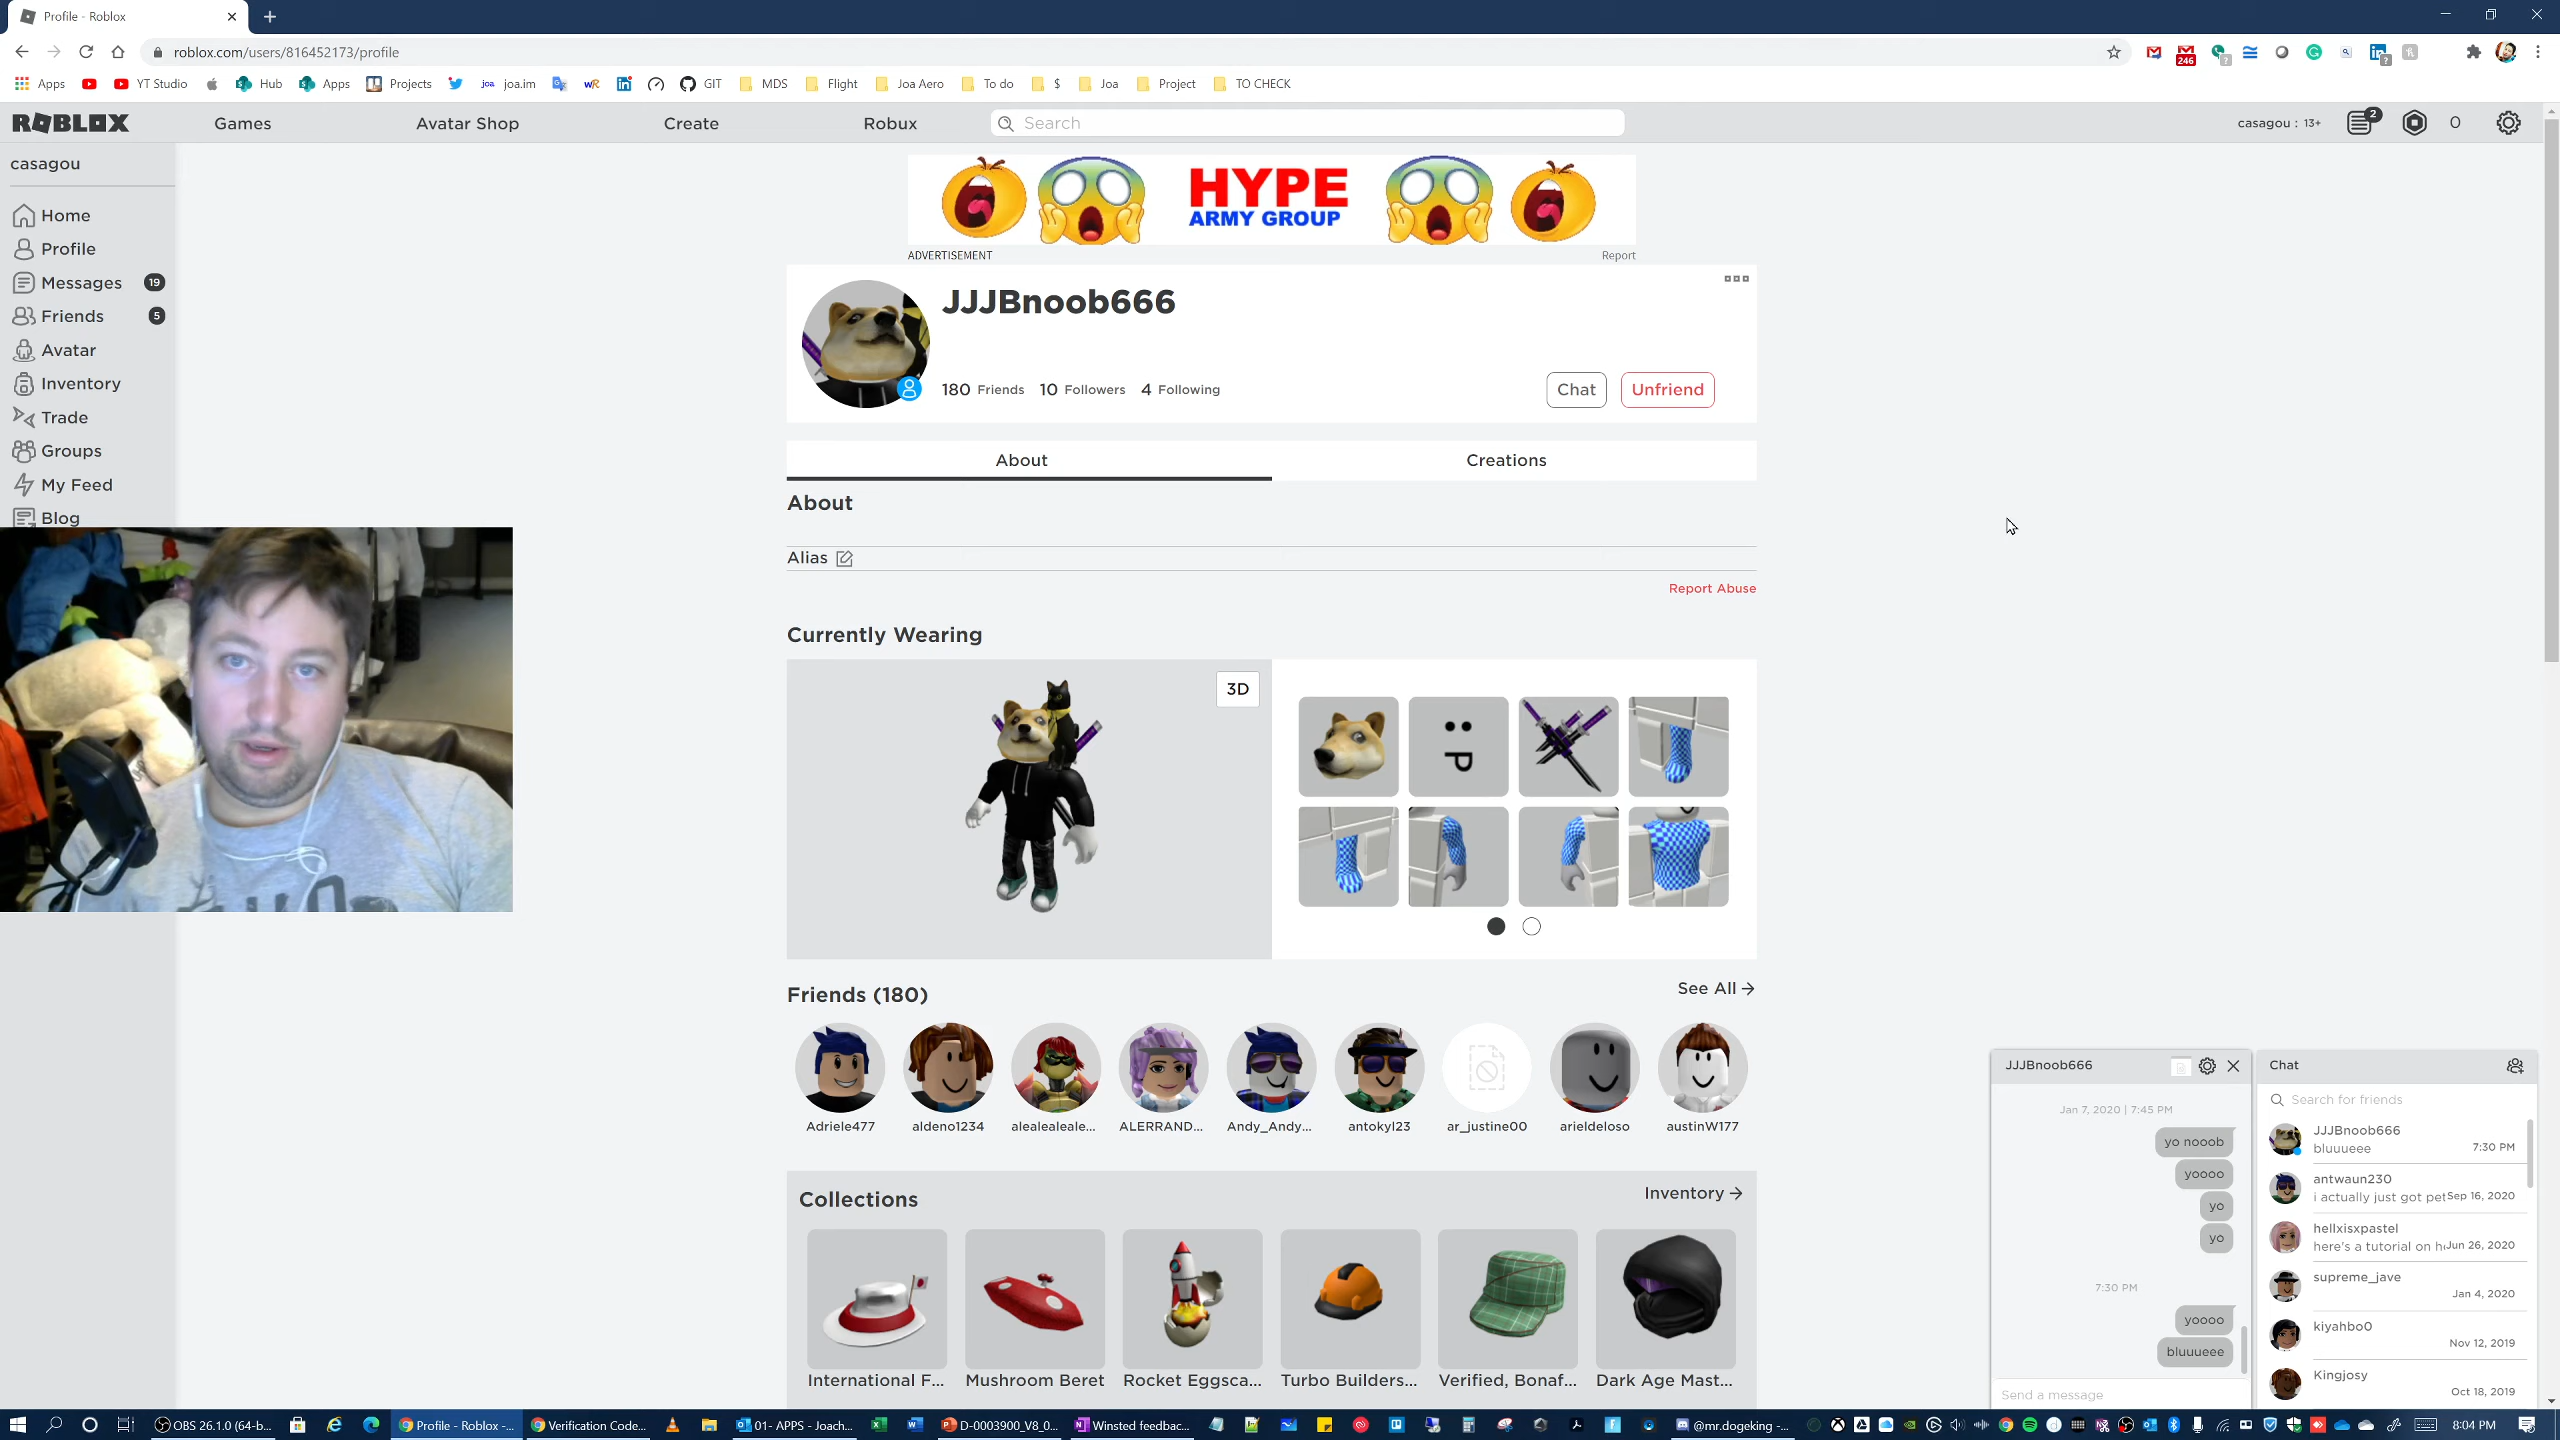 Profile - Roblox
roblox.com/users/816452173/profile
246
Apps
YT Studio
Hub
Apps
Projects
joa joa.im
wR
GIT
MDS
Flight
Joa Aero
To do
$
Joa
Project
TO CHECK
ROBLOX
Games
Avatar Shop
Create
Robux
Search
casagou : 13+
2
0
casagou
Home
Profile
Messages 19
Friends 5
Avatar
Inventory
Trade
Groups
My Feed
Blog
HYPE
ARMY GROUP
ADVERTISEMENT
Report
JJJBnoob666
180 Friends 10 Followers 4 Following
Chat
Unfriend
About
Creations
About
Alias
Report Abuse
Currently Wearing
3D
Friends (180)
See All
Adriele477
aldeno1234
alealealeale...
ALERRAND...
Andy_Andy...
antokyl23
ar_justine00
arieldeloso
austinW177
Collections
Inventory
International F...
Mushroom Beret
Rocket Eggsca...
Turbo Builders...
Verified, Bonaf...
Dark Age Mast...
JJJBnoob666
Jan 7, 2020 | 7:45 PM
yo nooob
yoooo
yo
yo
7:30 PM
yoooo
bluuueee
Send a message
Chat
Search for friends
JJJBnoob666
bluuueee 7:30 PM
antwaun230
i actually just got pet Sep 16, 2020
hellxisxpastel
here's a tutorial on h Jun 26, 2020
supreme_jave
Jan 4, 2020
kiyahbo0
Nov 12, 2019
Kingjosy
Oct 18, 2019
OBS 26.1.0 (64-b...
Profile - Roblox -...
Verification Code...
01- APPS - Joach...
D-0003900_V8_0...
Winsted feedbac...
@mr.dogeking -...
8:04 PM